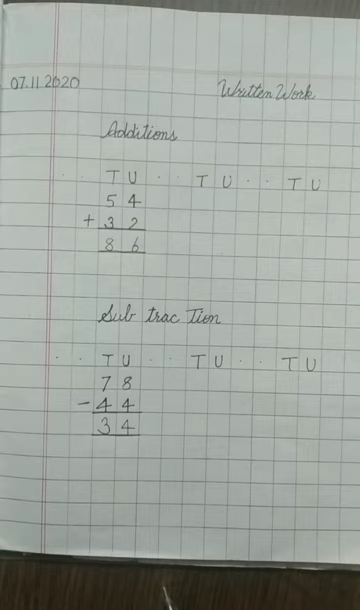 07.11.2020 Written Work
Additions
T U T U T U
5 4
+ 3 2
8 6
Sub trac Tion
T U T U T U
7 8
- 4 4
3 4